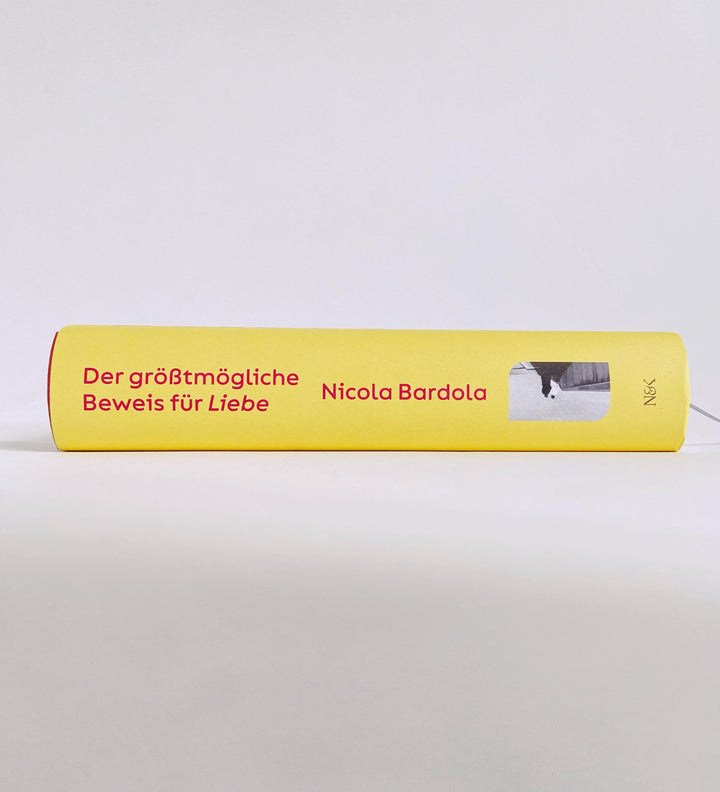 Der größtmögliche
Beweis für Liebe
Nicola Bardola
N&K